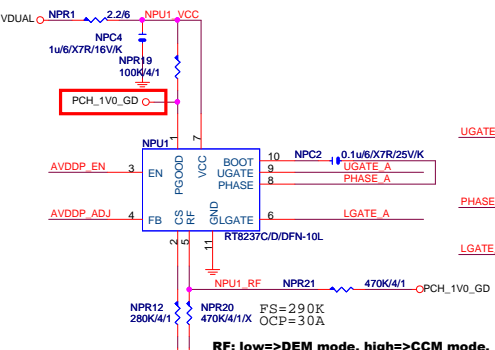 VDUAL NPR1 2.2/6 NPU1_VCC
NPC4
1u/6/X7R/16V/K
NPR19
100K/4/1
PCH_1V0_GD
UGATE
NPU1
1 7
AVDDP_EN 3 EN PGOOD VCC BOOT 10 NPC2 0.1u/6/X7R/25V/K
UGATE 9 UGATE_A
PHASE 8 PHASE_A
PHASE
AVDDP_ADJ 4 FB CS RF GND LGATE 6 LGATE_A
2 5 11 RT8237C/D/DFN-10L
LGATE
NPU1_RF NPR21 470K/4/1 PCH_1V0_GD
NPR12 NPR20 FS=290K
280K/4/1 470K/4/1/X OCP=30A
RF: low=>DEM mode, high=>CCM mode.